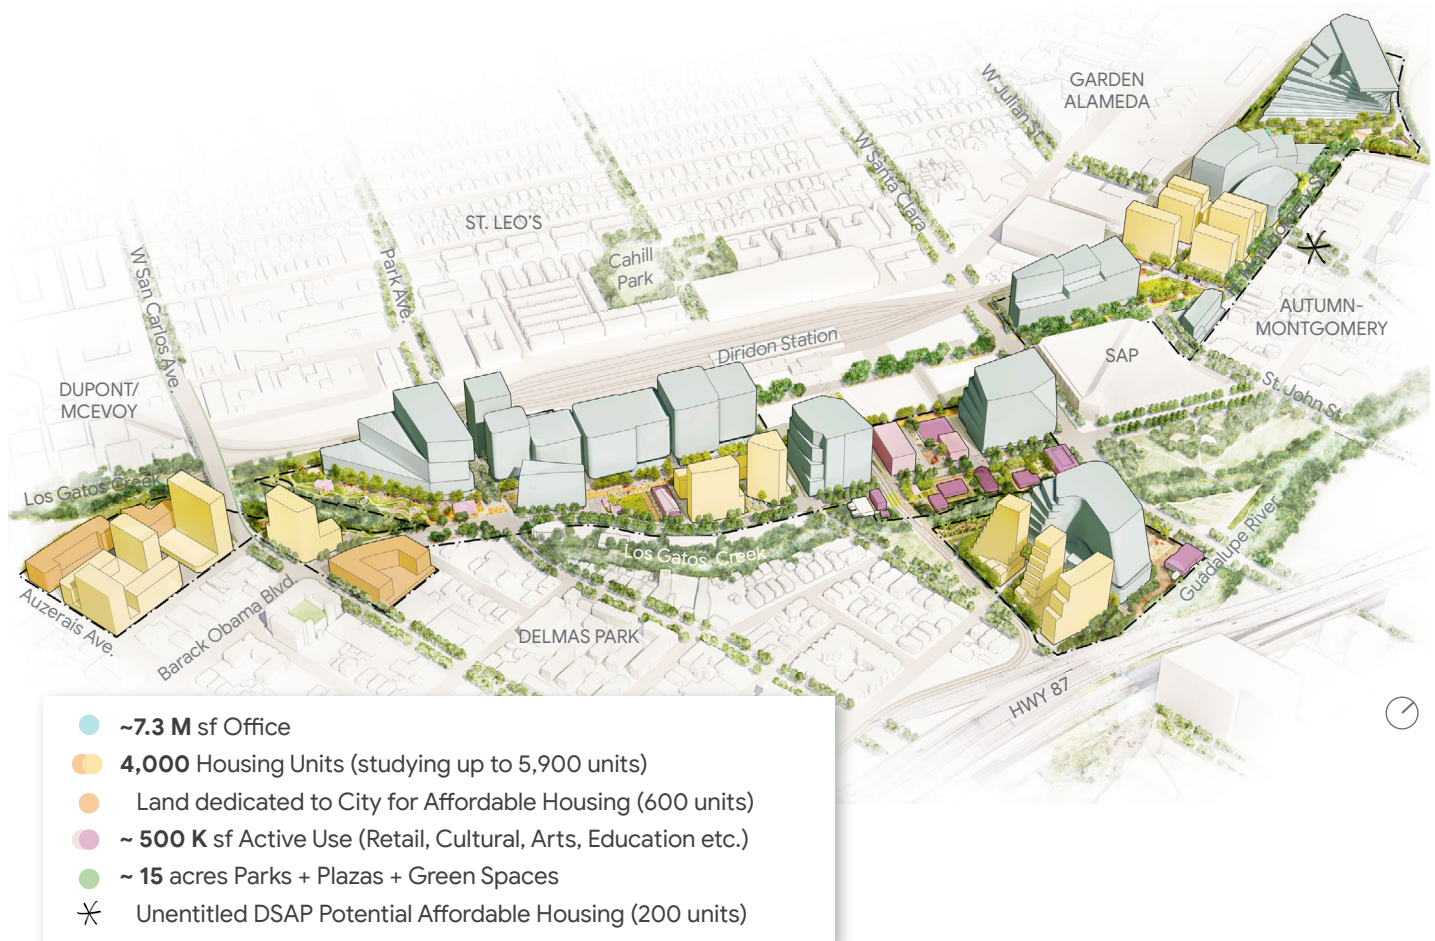 GARDEN
ALAMEDA
W Julian St.
W Santa Clara
ST. LEO'S
Cahill
Park
W San Carlos Ave.
Park Ave.
AUTUMN-
MONTGOMERY
Diridon Station
SAP
St. John St.
DUPONT/
MCEVOY
Los Gatos Creek
Los Gatos Creek
Guadalupe River
Auzerais Ave.
Barack Obama Blvd.
DELMAS PARK
HWY 87
~7.3 M sf Office
4,000 Housing Units (studying up to 5,900 units)
Land dedicated to City for Affordable Housing (600 units)
~ 500 K sf Active Use (Retail, Cultural, Arts, Education etc.)
~ 15 acres Parks + Plazas + Green Spaces
Unentitled DSAP Potential Affordable Housing (200 units)